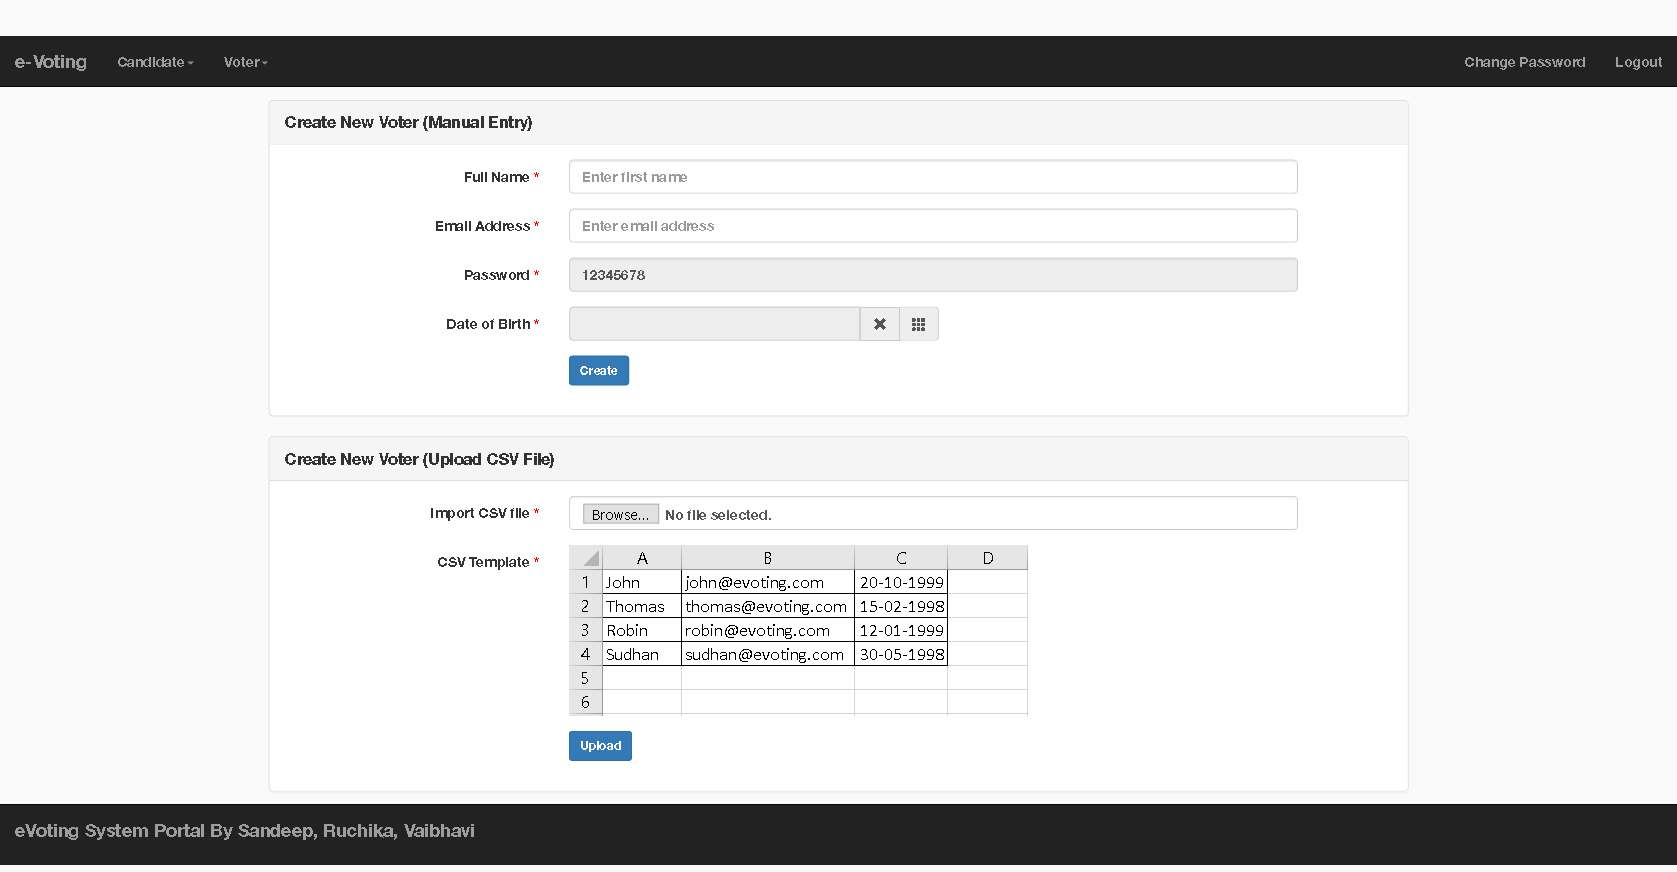 e-Voting Candidate Voter Change Password Logout
Create New Voter (Manual Entry)
Full Name * Enter first name
Email Address * Enter email address
Password * 12345678
Date of Birth *
Create
Create New Voter (Upload CSV File)
Import CSV file * Browse... No file selected.
CSV Template *
A B C D
1 John john@evoting.com 20-10-1999
2 Thomas thomas@evoting.com 15-02-1998
3 Robin robin@evoting.com 12-01-1999
4 Sudhan sudhan@evoting.com 30-05-1998
5
6
Upload
eVoting System Portal By Sandeep, Ruchika, Vaibhavi